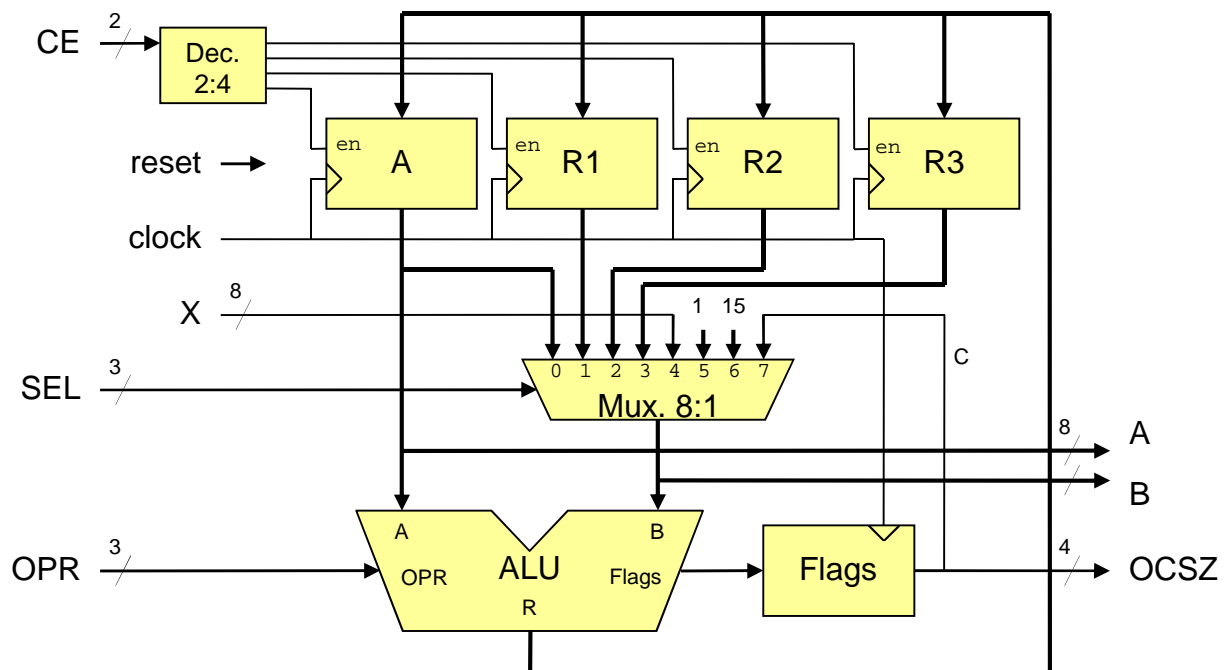 CE
2
Dec.
2:4
reset
en
A
en
R1
en
R2
en
R3
clock
X
8
1
15
C
SEL
3
0 1 2 3 4 5 6 7
Mux. 8:1
8
A
B
A
B
OPR
3
OPR
ALU
Flags
R
Flags
4
OCSZ